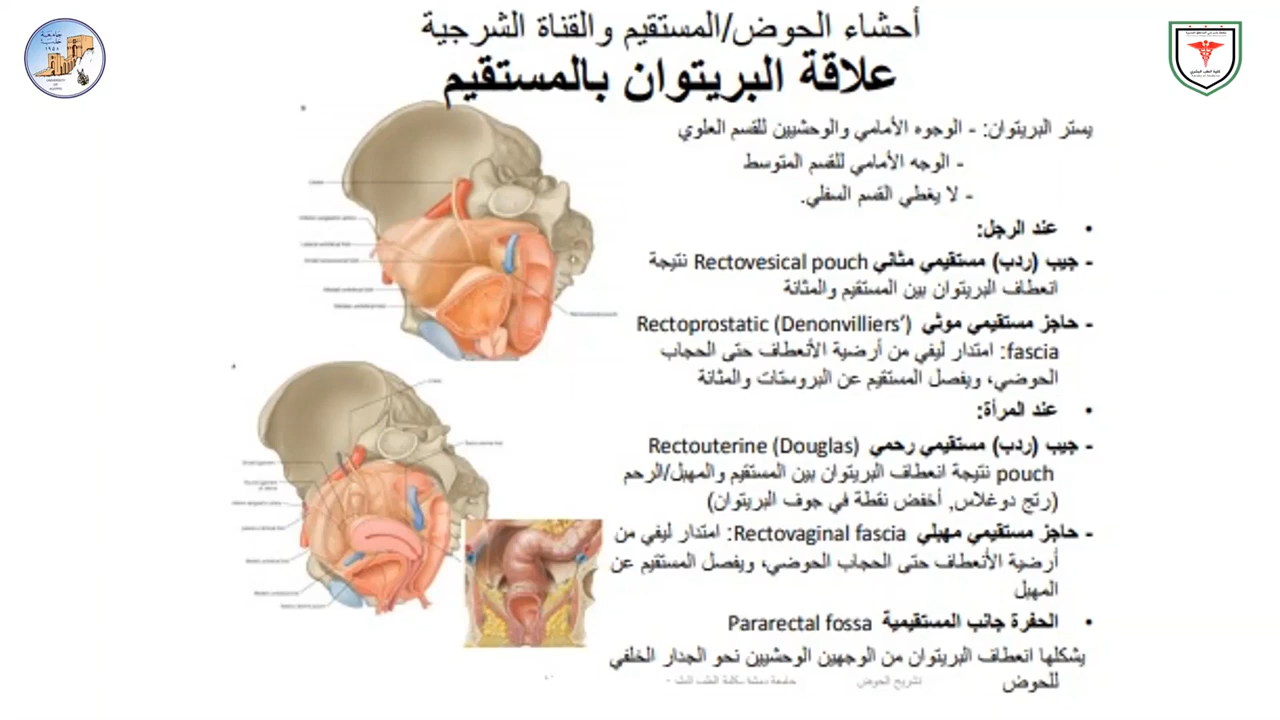 أحشاء الحوض/المستقيم والقناة الشرجية
علاقة البريتوان بالمستقيم
يستر البريتوان: - الوجوه الأمامي والوحشيين للقسم العلوي
- الوجه الأمامي للقسم المتوسط
- لا يغطي القسم السفلي.
• عند الرجل:
- جيب (ردب) مستقيمي مثاني Rectovesical pouch نتيجة
انعطاف البريتوان بين المستقيم والمثانة
- حاجز مستقيمي موثي Rectoprostatic (Denonvilliers')
fascia: امتدار ليفي من أرضية الأنعطاف حتى الحجاب
الحوضي، ويفصل المستقيم عن البروستات والمثانة
• عند المرأة:
- جيب (ردب) مستقيمي رحمي Rectouterine (Douglas)
pouch نتيجة انعطاف البريتوان بين المستقيم والمهبل/الرحم
(رتج دوغلاس, أخفض نقطة في جوف البريتوان)
- حاجز مستقيمي مهبلي Rectovaginal fascia: امتدار ليفي من
أرضية الأنعطاف حتى الحجاب الحوضي، ويفصل المستقيم عن
المهبل
• الحفرة جانب المستقيمية Pararectal fossa
يشكلها انعطاف البريتوان من الوجهين الوحشيين نحو الجدار الخلفي
للحوض
تشريح الحوض